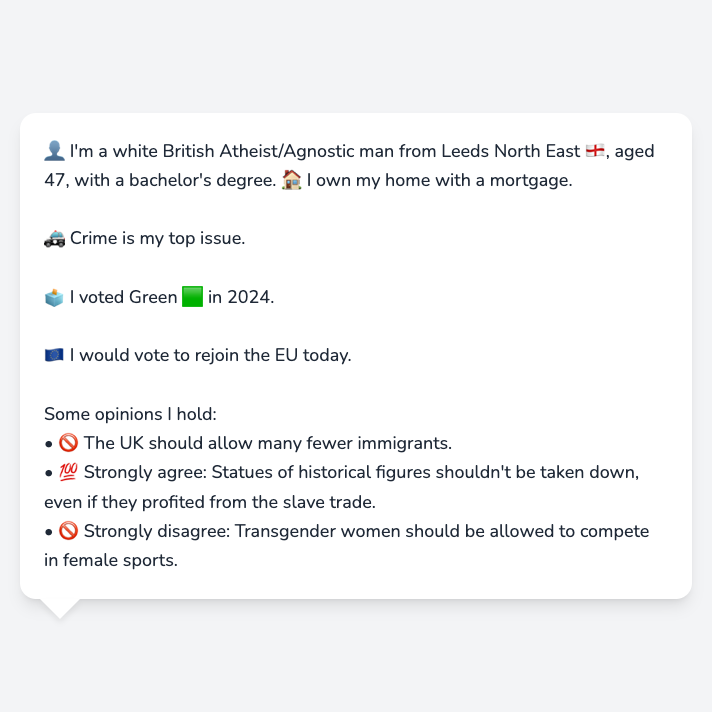 👤 I'm a white British Atheist/Agnostic man from Leeds North East 🏴󠁧󠁢󠁥󠁮󠁧󠁿, aged
47, with a bachelor's degree. 🏠 I own my home with a mortgage.
🚓 Crime is my top issue.
🗳️ I voted Green 🟩 in 2024.
🇪🇺 I would vote to rejoin the EU today.
Some opinions I hold:
• 🚫 The UK should allow many fewer immigrants.
• 💯 Strongly agree: Statues of historical figures shouldn't be taken down,
even if they profited from the slave trade.
• 🚫 Strongly disagree: Transgender women should be allowed to compete
in female sports.